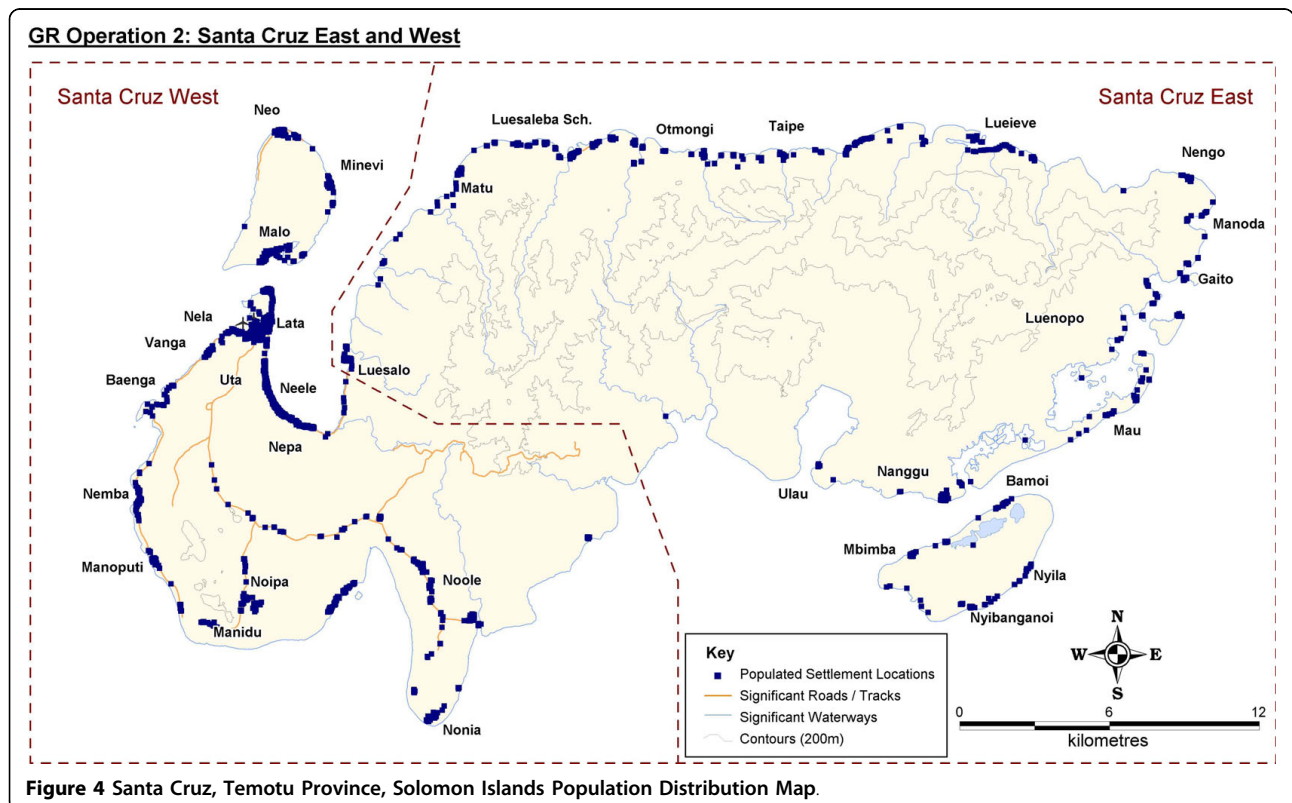 GR Operation 2: Santa Cruz East and West
Santa Cruz West
Santa Cruz East
Neo
Luesaleba Sch.
Otmongi
Taipe
Lueieve
Minevi
Nengo
Matu
Malo
Manoda
Gaito
Nela
Lata
Luenopo
Vanga
Luesalo
Baenga
Uta
Neele
Mau
Nepa
Nanggu
Bamoi
Ulau
Nemba
Mbimba
Manoputi
Noipa
Noole
Nyila
Nyibanganoi
Manidu
Nonia
N
W
E
S
Key
Populated Settlement Locations
Significant Roads / Tracks
Significant Waterways
Contours (200m)
0 6 12
kilometres
Figure 4 Santa Cruz, Temotu Province, Solomon Islands Population Distribution Map.